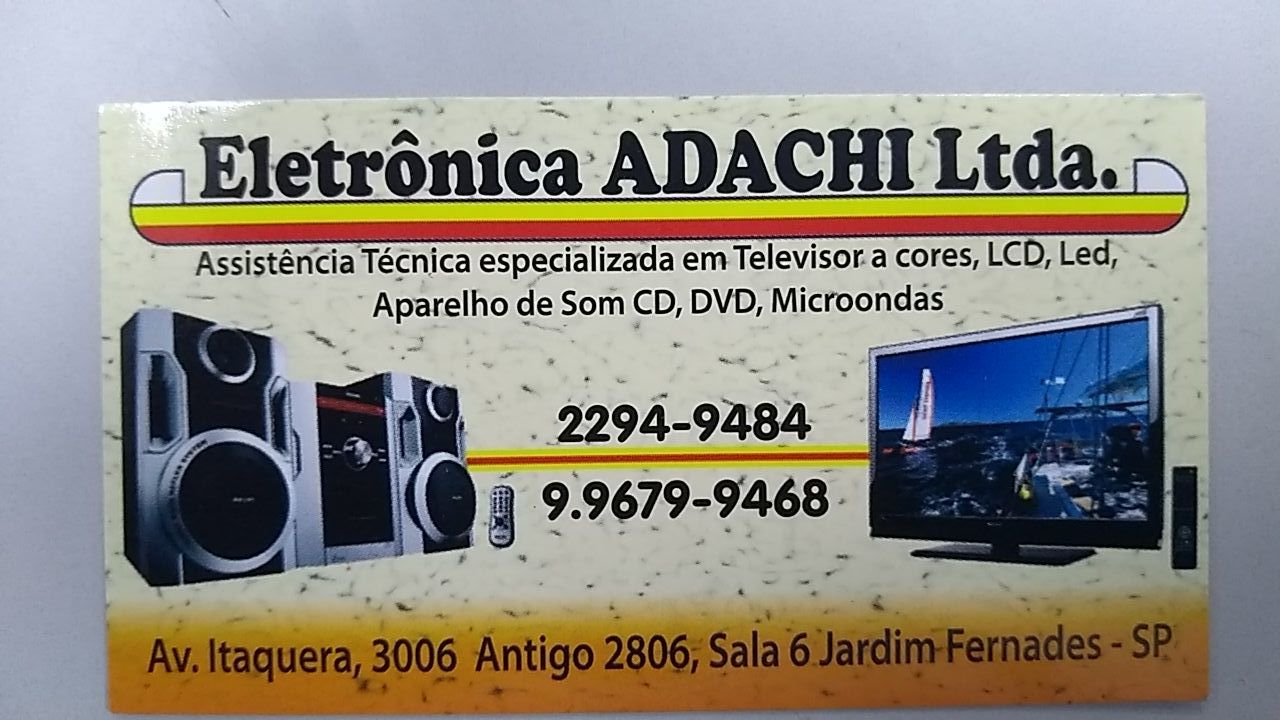 Eletrônica ADACHI Ltda.
Assistência Técnica especializada em Televisor a cores, LCD, Led,
Aparelho de Som CD, DVD, Microondas
2294-9484
9.9679-9468
Av. Itaquera, 3006 Antigo 2806, Sala 6 Jardim Fernades - SP